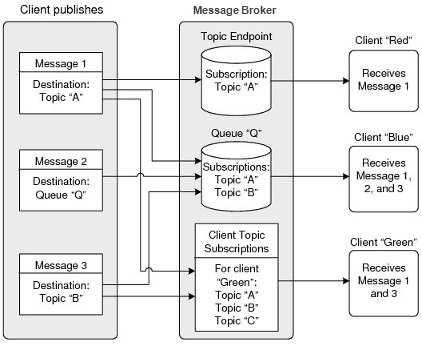 Client publishes
Message 1
Destination:
Topic “A”
Message 2
Destination:
Queue “Q”
Message 3
Destination:
Topic “B”
Message Broker
Topic Endpoint
Subscription:
Topic “A”
Queue “Q”
Subscriptions:
Topic “A”
Topic “B”
Client Topic
Subscriptions
For client
“Green”:
Topic “A”
Topic “B”
Topic “C”
Client “Red”
Receives
Message 1
Client “Blue”
Receives
Message 1,
2, and 3
Client “Green”
Receives
Message 1
and 3